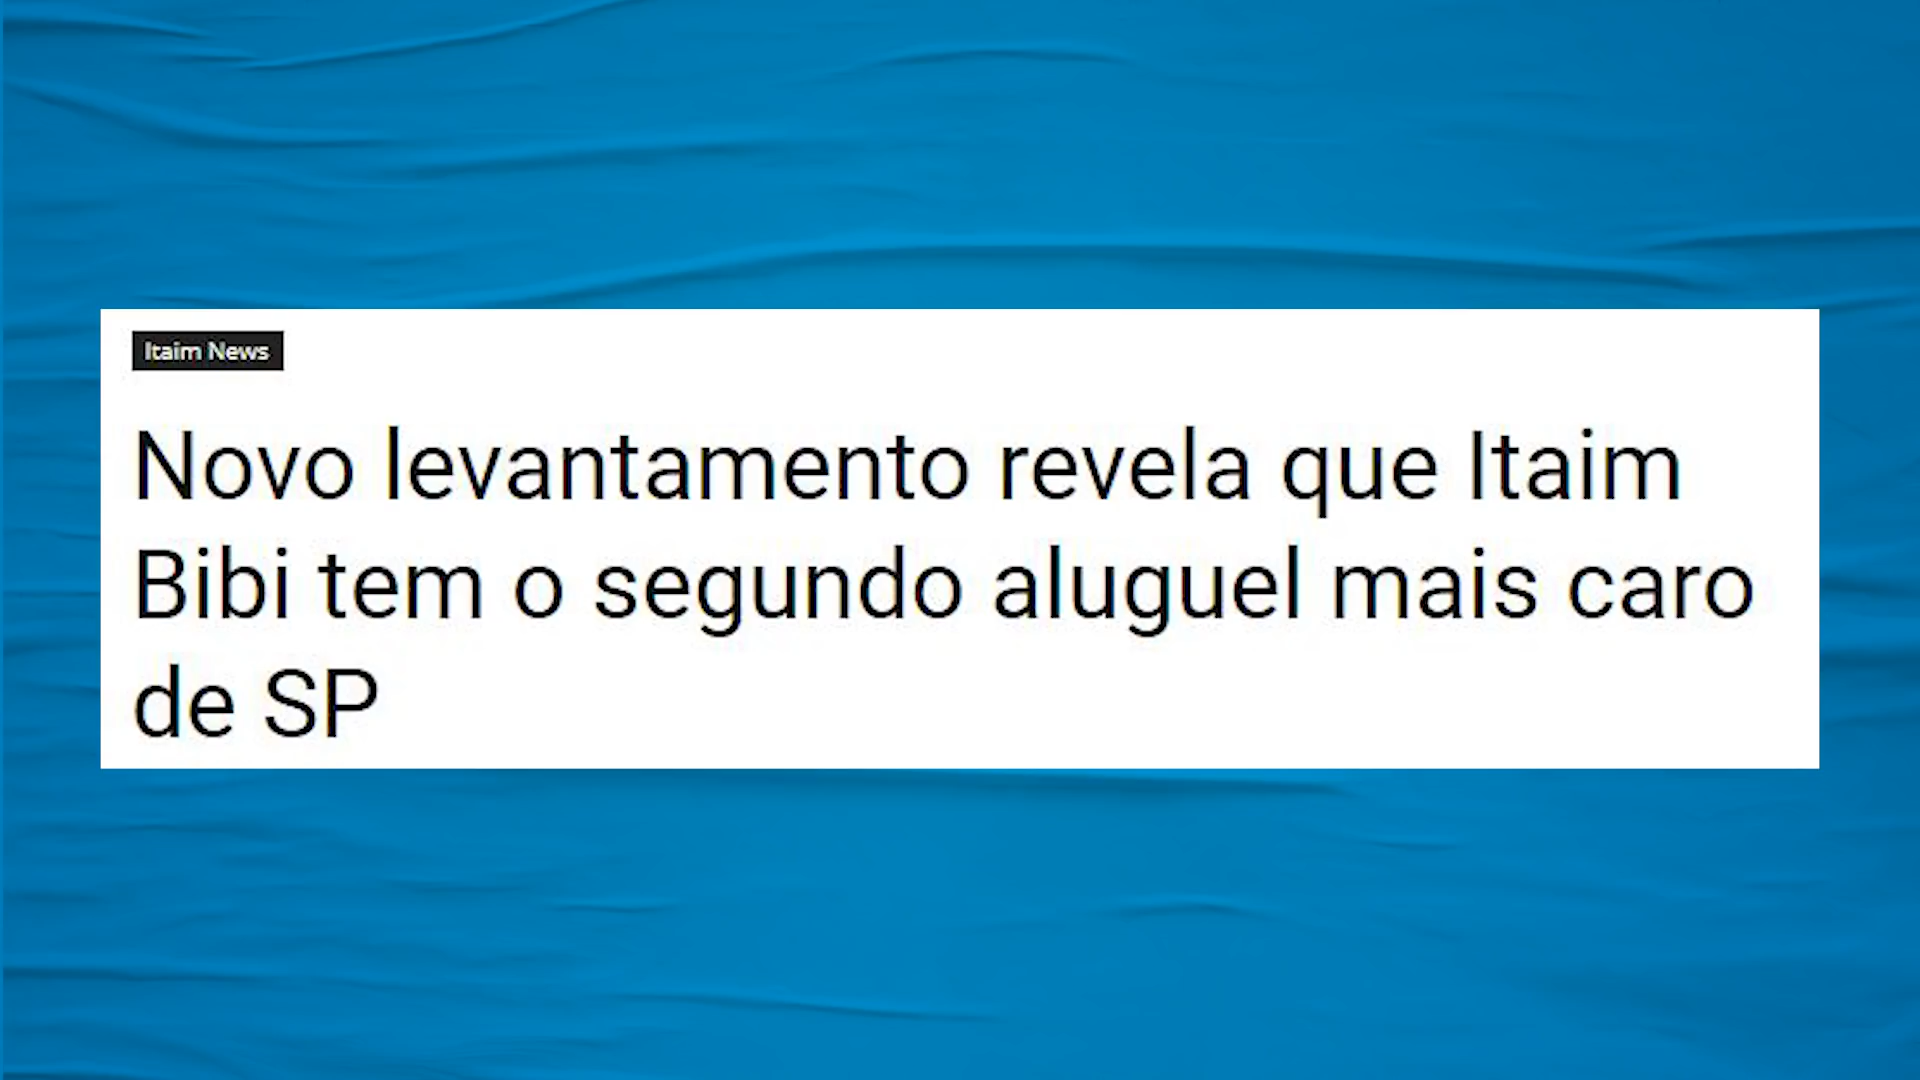 Itaim News
Novo levantamento revela que Itaim
Bibi tem o segundo aluguel mais caro
de SP